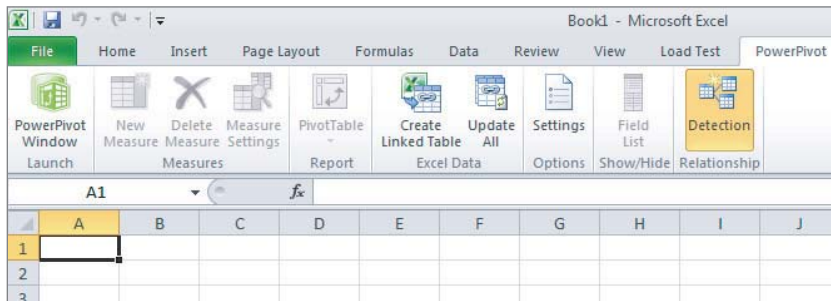 Book1 - Microsoft Excel
File Home Insert Page Layout Formulas Data Review View Load Test PowerPivot
PowerPivot New Delete Measure PivotTable Create Update Settings Field Detection
Window Measure Measure Settings Linked Table All List
Launch Measures Report Excel Data Options Show/Hide Relationship
A1 fx
A B C D E F G H I J
1
2
3